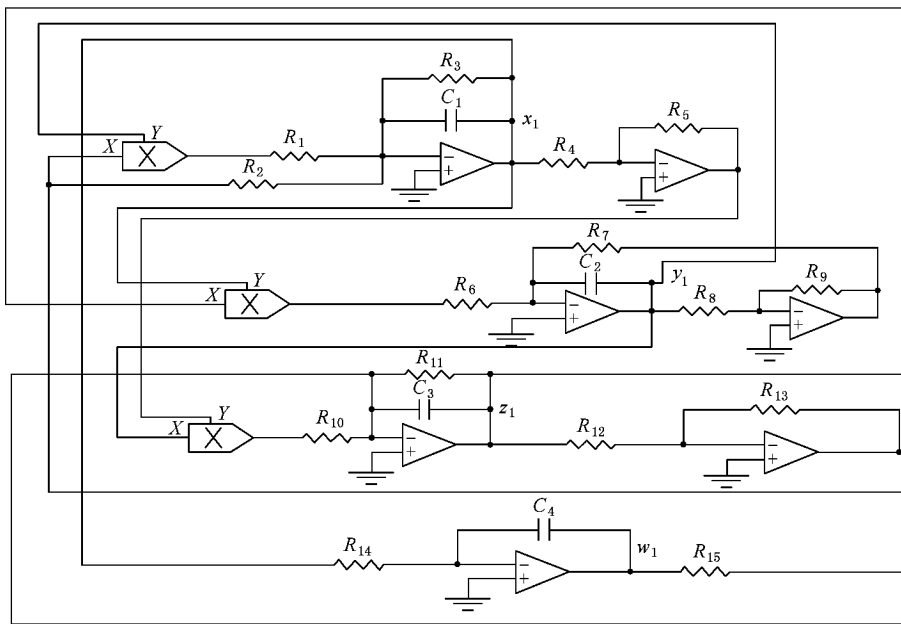 R3
C1
x1
R5
Y
X
R1
R4
R2
− + − +
R7
C2
y1
Y
X
R6
R8
R9
− + − +
R11
C3
z1
R13
Y
X
R10
R12
− + − +
C4
w1
R14
R15
− +